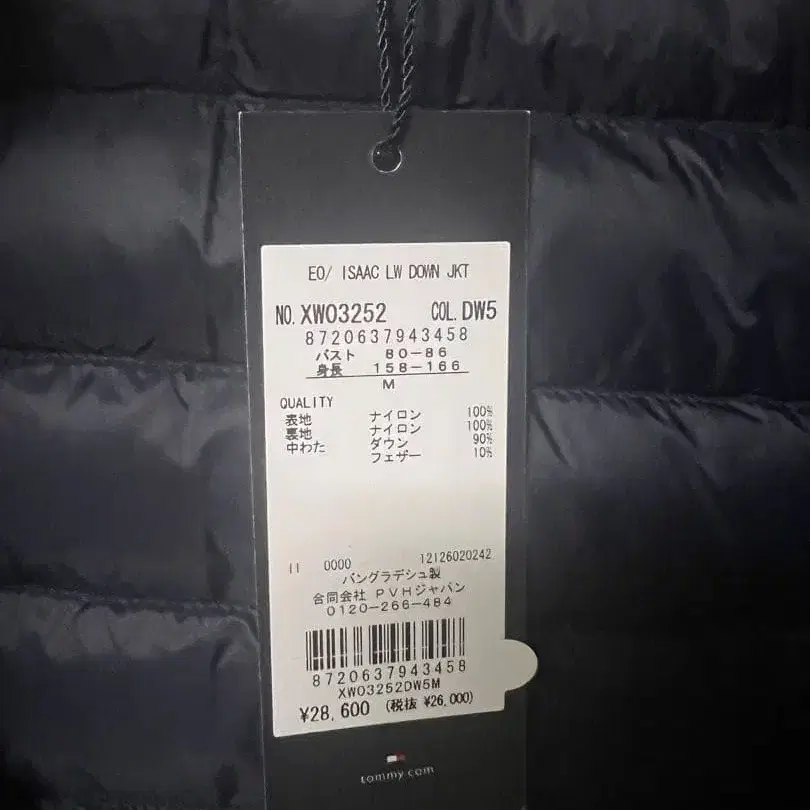 EO/ ISAAC LW DOWN JKT
NO. XW03252 COL. DW5
8720637943458
バスト 80-86
身長 158-166
M
QUALITY
表地 ナイロン 100%
裏地 ナイロン 100%
中わた ダウン 90%
フェザー 10%
11 0000 12126020242
バングラデシュ製
合同会社 PVHジャパン
0120-266-484
8720637943458
XW03252DW5M
¥28,600 (税抜 ¥26,000)
tommy.com